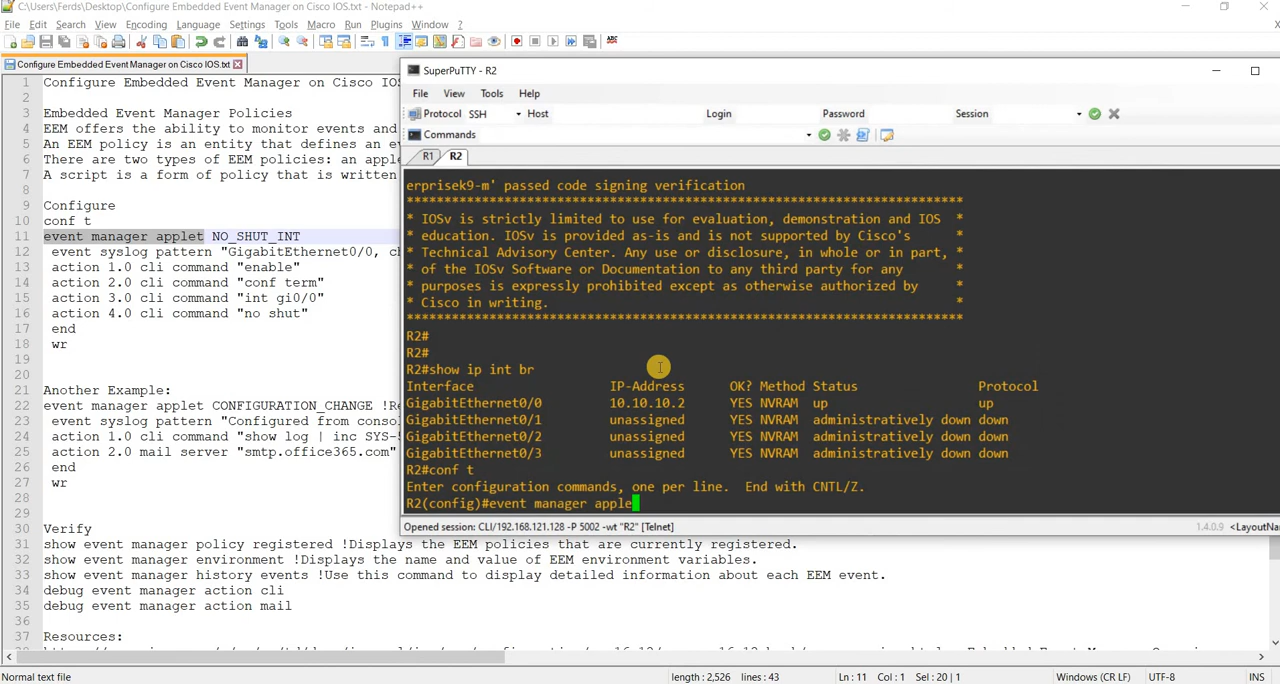 C:\Users\Ferds\Desktop\Configure Embedded Event Manager on Cisco IOS.txt - Notepad++
File Edit Search View Encoding Language Settings Tools Macro Run Plugins Window ?
Configure Embedded Event Manager on Cisco IOS.txt
1 Configure Embedded Event Manager on Cisco IOS
2
3 Embedded Event Manager Policies
4 EEM offers the ability to monitor events and
5 An EEM policy is an entity that defines an ev
6 There are two types of EEM policies: an apple
7 A script is a form of policy that is written
8
9 Configure
10 conf t
11 event manager applet NO_SHUT_INT
12 event syslog pattern "GigabitEthernet0/0, ch
13 action 1.0 cli command "enable"
14 action 2.0 cli command "conf term"
15 action 3.0 cli command "int gi0/0"
16 action 4.0 cli command "no shut"
17 end
18 wr
19
20
21 Another Example:
22 event manager applet CONFIGURATION_CHANGE !Re
23 event syslog pattern "Configured from conso
24 action 1.0 cli command "show log | inc SYS-5
25 action 2.0 mail server "smtp.office365.com"
26 end
27 wr
28
29
30 Verify
31 show event manager policy registered !Displays the EEM policies that are currently registered.
32 show event manager environment !Displays the name and value of EEM environment variables.
33 show event manager history events !Use this command to display detailed information about each EEM event.
34 debug event manager action cli
35 debug event manager action mail
36
37 Resources:
SuperPuTTY - R2
File View Tools Help
Protocol SSH Host Login Password Session
Commands
R1 R2
erprisek9-m' passed code signing verification
**************************************************************************
* IOSv is strictly limited to use for evaluation, demonstration and IOS *
* education. IOSv is provided as-is and is not supported by Cisco's *
* Technical Advisory Center. Any use or disclosure, in whole or in part, *
* of the IOSv Software or Documentation to any third party for any *
* purposes is expressly prohibited except as otherwise authorized by *
* Cisco in writing. *
**************************************************************************
R2#
R2#
R2#show ip int br
Interface IP-Address OK? Method Status Protocol
GigabitEthernet0/0 10.10.10.2 YES NVRAM up up
GigabitEthernet0/1 unassigned YES NVRAM administratively down down
GigabitEthernet0/2 unassigned YES NVRAM administratively down down
GigabitEthernet0/3 unassigned YES NVRAM administratively down down
R2#conf t
Enter configuration commands, one per line. End with CNTL/Z.
R2(config)#event manager apple
Opened session: CLI/192.168.121.128 -P 5002 -wt "R2" [Telnet] 1.4.0.9 <LayoutNa
Normal text file length : 2,526 lines : 43 Ln : 11 Col : 1 Sel : 20 | 1 Windows (CR LF) UTF-8 INS